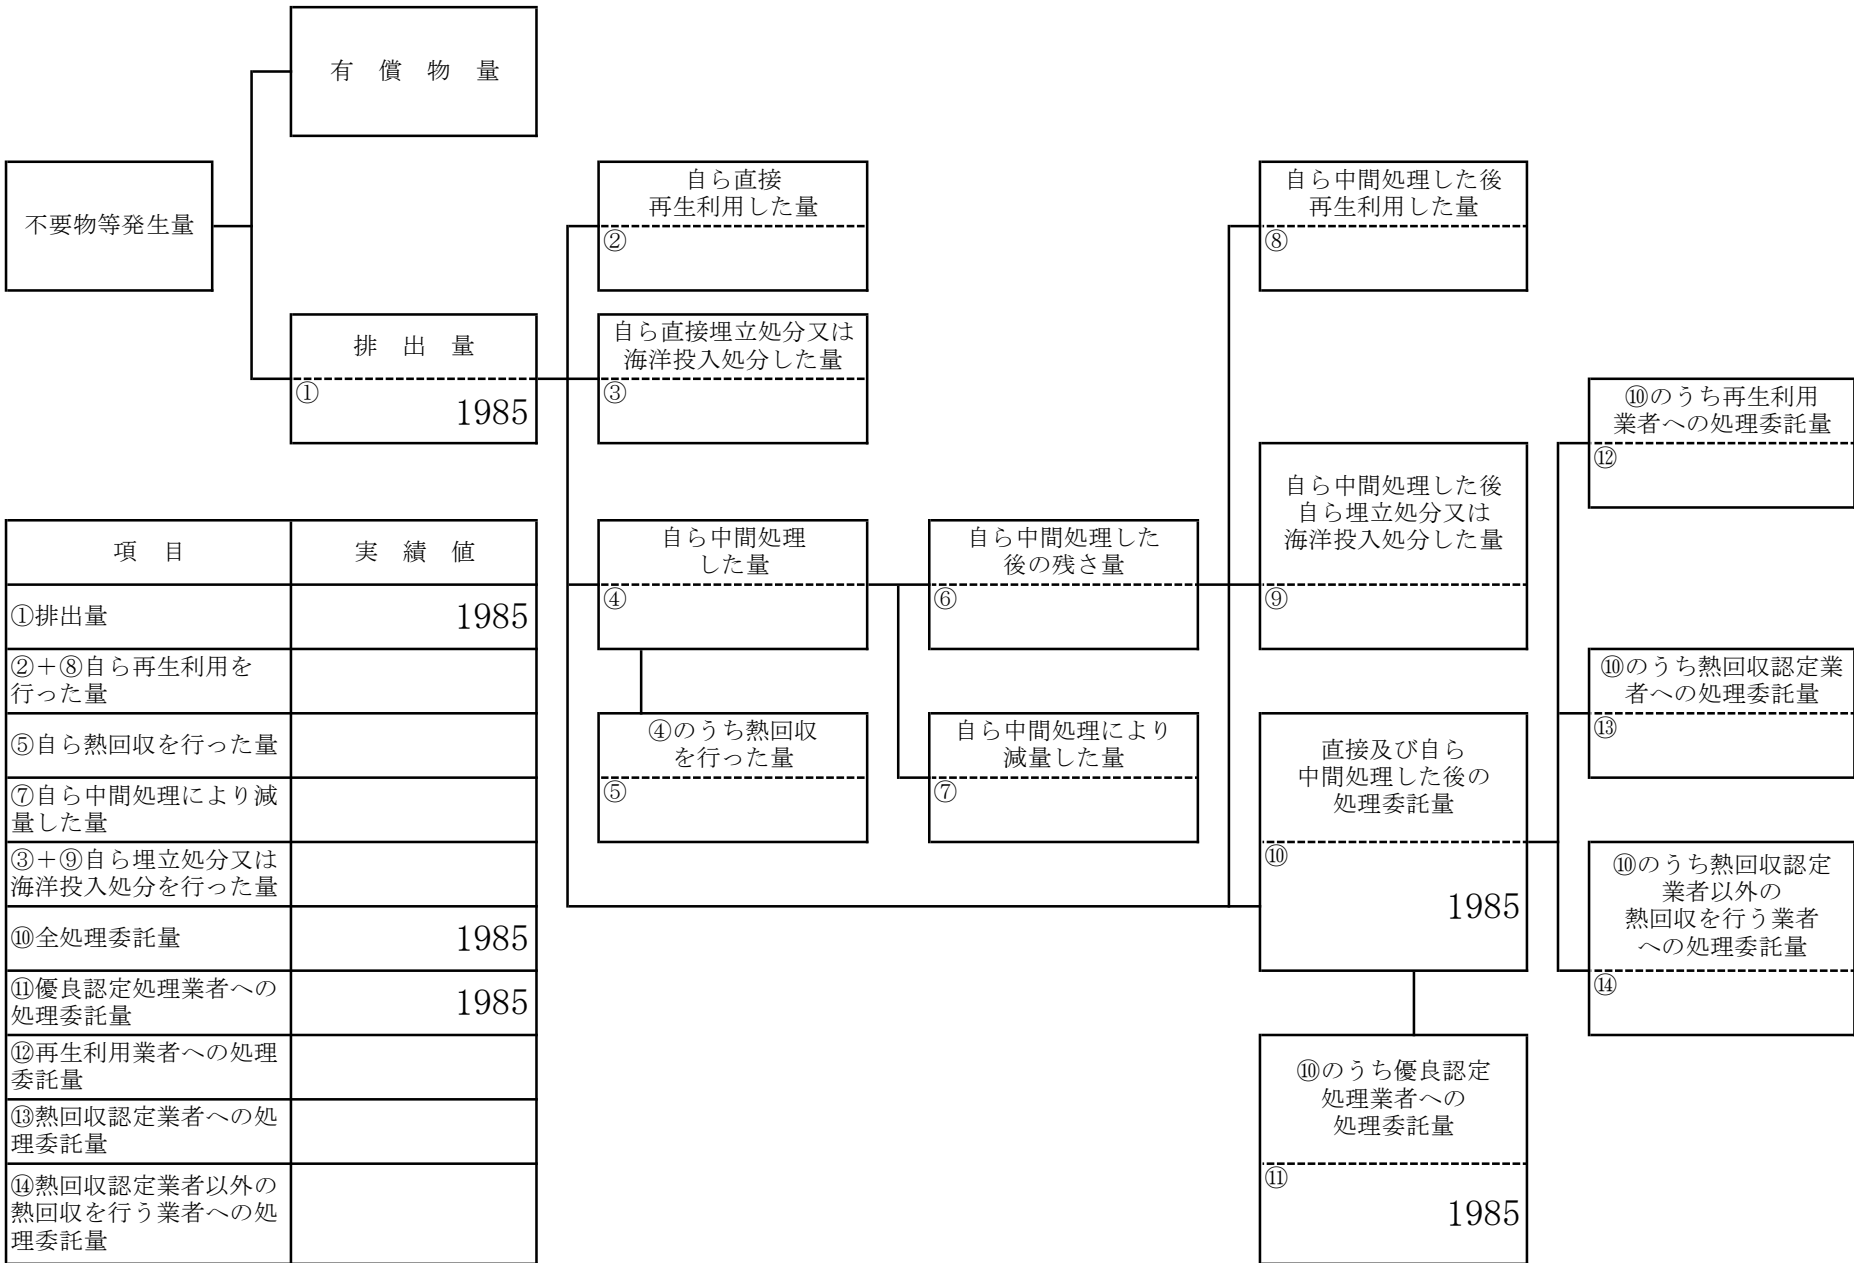 有　償　物　量
不要物等発生量
排　出　量
①
1985
自ら直接
再生利用した量
②
自ら直接埋立処分又は
海洋投入処分した量
③
自ら中間処理
した量
④
④のうち熱回収
を行った量
⑤
自ら中間処理した
後の残さ量
⑥
自ら中間処理により
減量した量
⑦
自ら中間処理した後
再生利用した量
⑧
自ら中間処理した後
自ら埋立処分又は
海洋投入処分した量
⑨
直接及び自ら
中間処理した後の
処理委託量
⑩
1985
⑩のうち優良認定
処理業者への
処理委託量
⑪
1985
⑩のうち再生利用
業者への処理委託量
⑫
⑩のうち熱回収認定業
者への処理委託量
⑬
⑩のうち熱回収認定
業者以外の
熱回収を行う業者
への処理委託量
⑭
項　目　実　績　値
①排出量　1985
②＋⑧自ら再生利用を
行った量
⑤自ら熱回収を行った量
⑦自ら中間処理により減
量した量
③＋⑨自ら埋立処分又は
海洋投入処分を行った量
⑩全処理委託量　1985
⑪優良認定処理業者への
処理委託量　1985
⑫再生利用業者への処理
委託量
⑬熱回収認定業者への処
理委託量
⑭熱回収認定業者以外の
熱回収を行う業者への処
理委託量